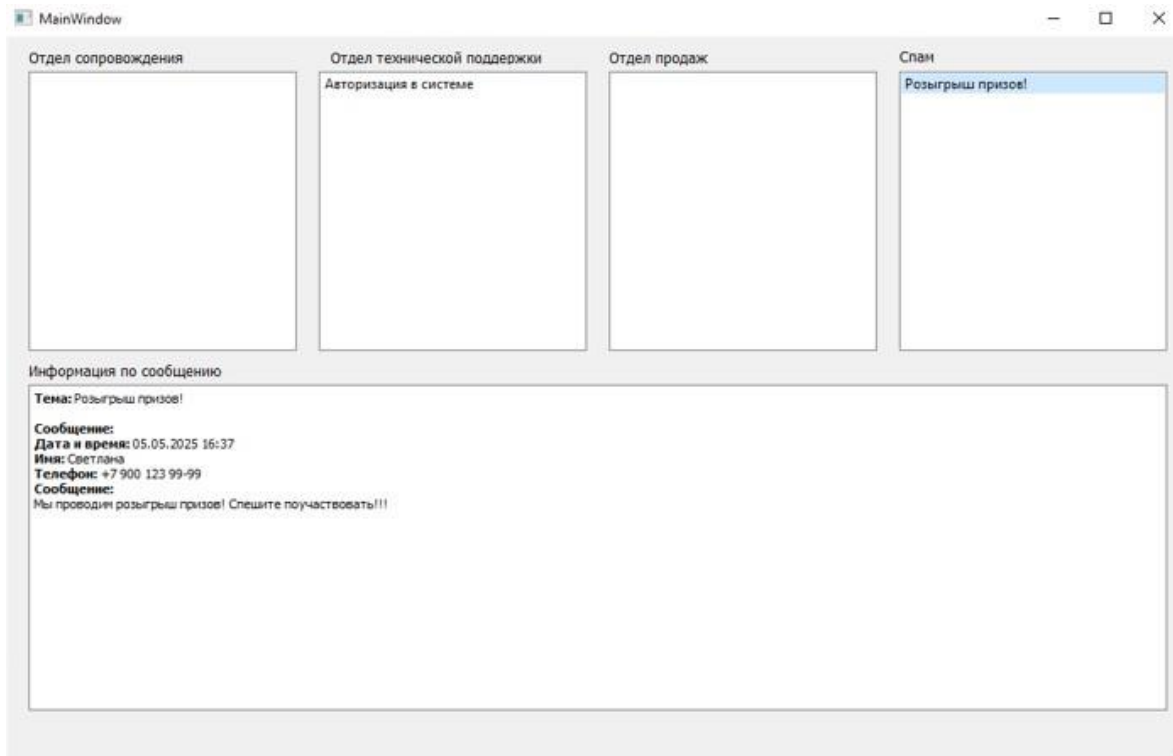 MainWindow
Отдел сопровождения
Отдел технической поддержки
Отдел продаж
Спам
Авторизация в системе
Розыгрыш призов!
Информация по сообщению
Тема: Розыгрыш призов!
Сообщение:
Дата и время: 05.05.2025 16:37
Имя: Светлана
Телефон: +7 900 123 99-99
Сообщение:
Мы проводим розыгрыш призов! Спешите поучаствовать!!!